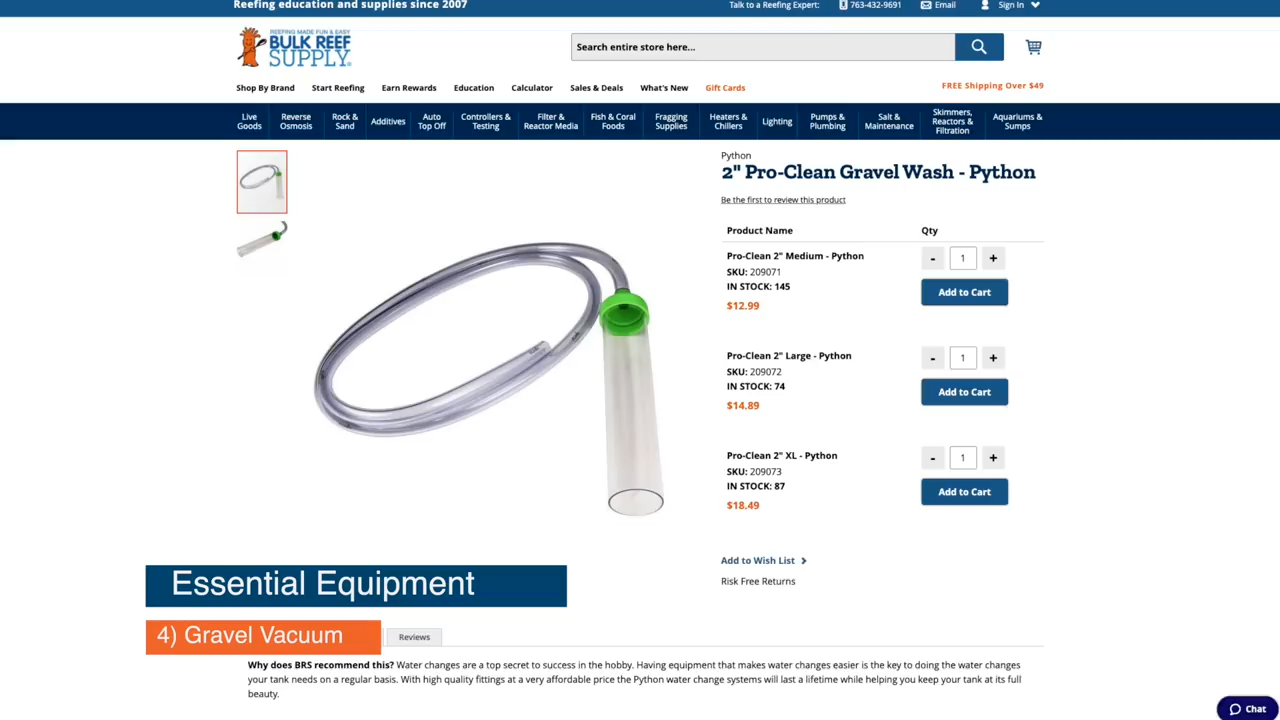 Reefing education and supplies since 2007
Talk to a Reefing Expert: 763-432-9691 Email Sign In
REEFING MADE FUN & EASY
BULK REEF
SUPPLY
Search entire store here...
Shop By Brand Start Reefing Earn Rewards Education Calculator Sales & Deals What's New Gift Cards
FREE Shipping Over $49
Live Goods
Reverse Osmosis
Rock & Sand
Additives
Auto Top Off
Controllers & Testing
Filter & Reactor Media
Fish & Coral Foods
Fragging Supplies
Heaters & Chillers
Lighting
Pumps & Plumbing
Salt & Maintenance
Skimmers, Reactors & Filtration
Aquariums & Sumps
Python
2" Pro-Clean Gravel Wash - Python
Be the first to review this product
Product Name Qty
Pro-Clean 2" Medium - Python
SKU: 209071
IN STOCK: 145
$12.99
- 1 +
Add to Cart
Pro-Clean 2" Large - Python
SKU: 209072
IN STOCK: 74
$14.89
- 1 +
Add to Cart
Pro-Clean 2" XL - Python
SKU: 209073
IN STOCK: 87
$18.49
- 1 +
Add to Cart
Add to Wish List
Risk Free Returns
Essential Equipment
4) Gravel Vacuum
Reviews
Why does BRS recommend this? Water changes are a top secret to success in the hobby. Having equipment that makes water changes easier is the key to doing the water changes
your tank needs on a regular basis. With high quality fittings at a very affordable price the Python water change systems will last a lifetime while helping you keep your tank at its full
beauty.
Chat